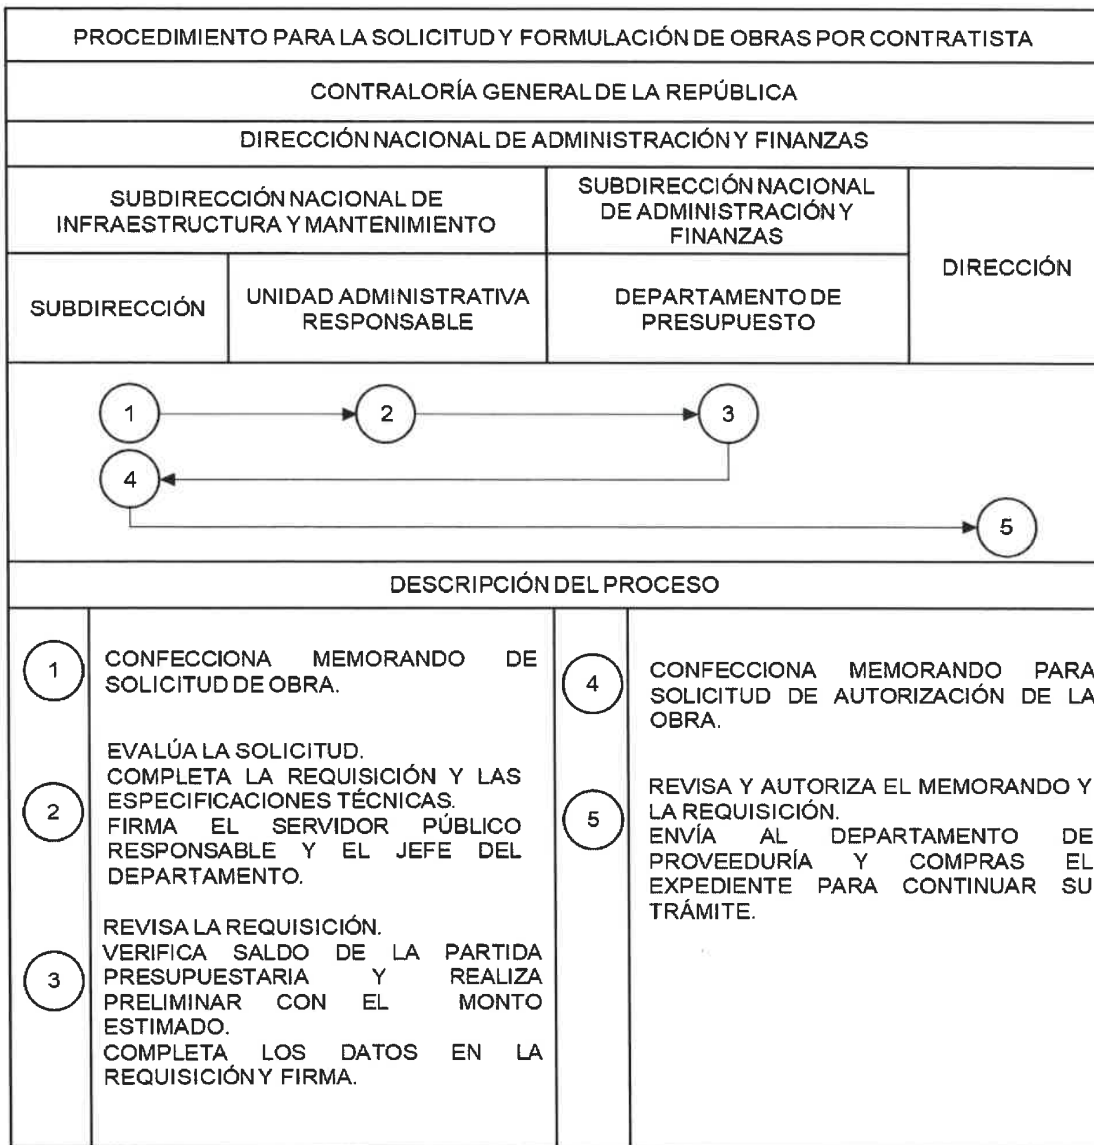 PROCEDIMIENTO PARA LA SOLICITUD Y FORMULACIÓN DE OBRAS POR CONTRATISTA
CONTRALORÍA GENERAL DE LA REPÚBLICA
DIRECCIÓN NACIONAL DE ADMINISTRACIÓN Y FINANZAS
SUBDIRECCIÓN NACIONAL DE
INFRAESTRUCTURA Y MANTENIMIENTO
SUBDIRECCIÓN NACIONAL
DE ADMINISTRACIÓN Y
FINANZAS
DIRECCIÓN
SUBDIRECCIÓN
UNIDAD ADMINISTRATIVA
RESPONSABLE
DEPARTAMENTO DE
PRESUPUESTO
1
2
3
4
5
DESCRIPCIÓN DEL PROCESO
1
CONFECCIONA MEMORANDO DE
SOLICITUD DE OBRA.
2
EVALÚA LA SOLICITUD.
COMPLETA LA REQUISICIÓN Y LAS
ESPECIFICACIONES TÉCNICAS.
FIRMA EL SERVIDOR PÚBLICO
RESPONSABLE Y EL JEFE DEL
DEPARTAMENTO.
3
REVISA LA REQUISICIÓN.
VERIFICA SALDO DE LA PARTIDA
PRESUPUESTARIA Y REALIZA
PRELIMINAR CON EL MONTO
ESTIMADO.
COMPLETA LOS DATOS EN LA
REQUISICIÓN Y FIRMA.
4
CONFECCIONA MEMORANDO PARA
SOLICITUD DE AUTORIZACIÓN DE LA
OBRA.
5
REVISA Y AUTORIZA EL MEMORANDO Y
LA REQUISICIÓN.
ENVÍA AL DEPARTAMENTO DE
PROVEEDURÍA Y COMPRAS EL
EXPEDIENTE PARA CONTINUAR SU
TRÁMITE.